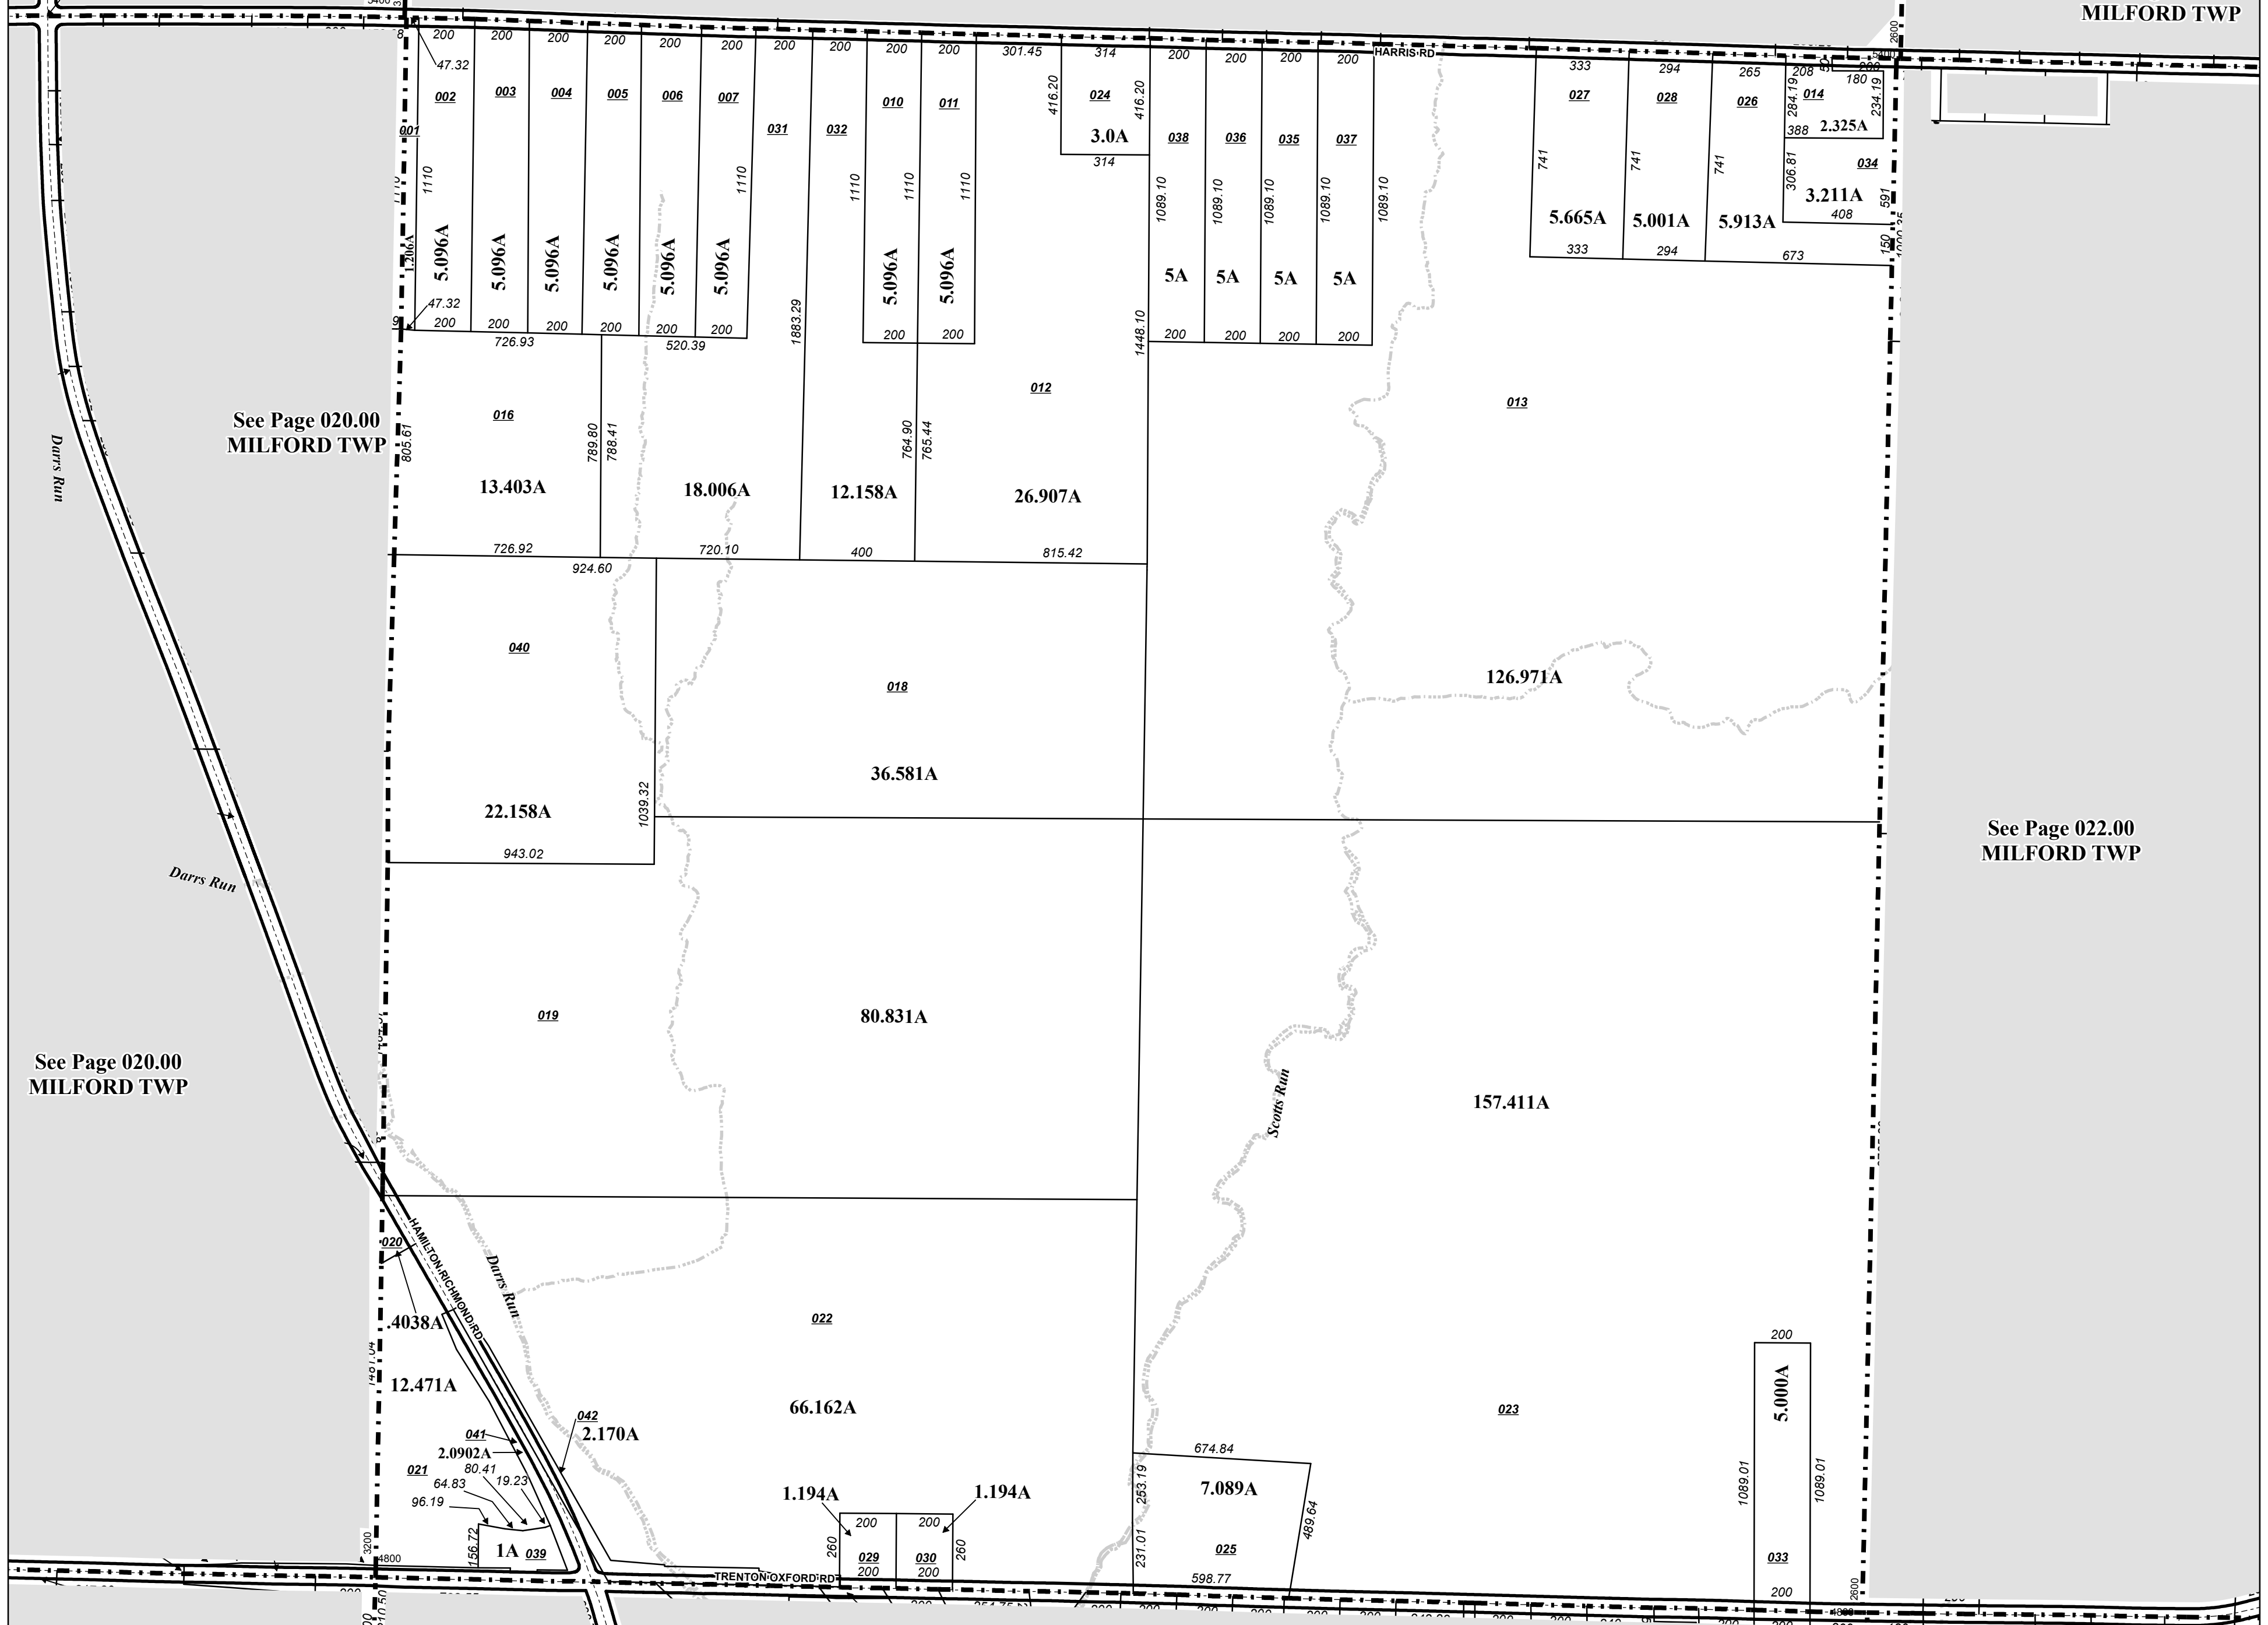 MILFORD TWP
2600
200
200
200
200
200
200
200
200
200
200
301.45
314
200
200
200
200
HARRIS RD
333
294
265
208
180
47.32
001
002
003
004
005
006
007
031
032
010
011
416.20
024
416.20
3.0A
314
038
036
035
037
027
028
026
284.19
014
234.19
388
2.325A
034
306.81
3.211A
591
408
150
741
741
741
5.665A
5.001A
5.913A
333
294
673
1110
1110
1110
1110
1110
1089.10
1089.10
1089.10
1089.10
1089.10
1.206A
5.096A
5.096A
5.096A
5.096A
5.096A
5.096A
5.096A
5.096A
5A
5A
5A
5A
47.32
200
200
200
200
200
200
200
200
200
200
200
200
726.93
520.39
1883.29
1448.10
012
013
016
See Page 020.00
MILFORD TWP
Darrs Run
805.61
789.80
788.41
764.90
765.44
13.403A
18.006A
12.158A
26.907A
726.92
720.10
400
815.42
924.60
040
018
126.971A
36.581A
22.158A
1039.32
943.02
See Page 022.00
MILFORD TWP
Darrs Run
019
80.831A
See Page 020.00
MILFORD TWP
Scotts Run
157.411A
020
HAMILTON RICHMOND RD
Darrs Run
.4038A
022
12.471A
66.162A
023
200
5.000A
1089.01
1089.01
042
2.170A
041
2.0902A
021
80.41
64.83
19.23
96.19
674.84
253.19
7.089A
489.64
1.194A
1.194A
200
200
260
260
029
030
200
200
231.01
025
598.77
033
200
156.72
1A
039
3200
4800
TRENTON OXFORD RD
2600
4800